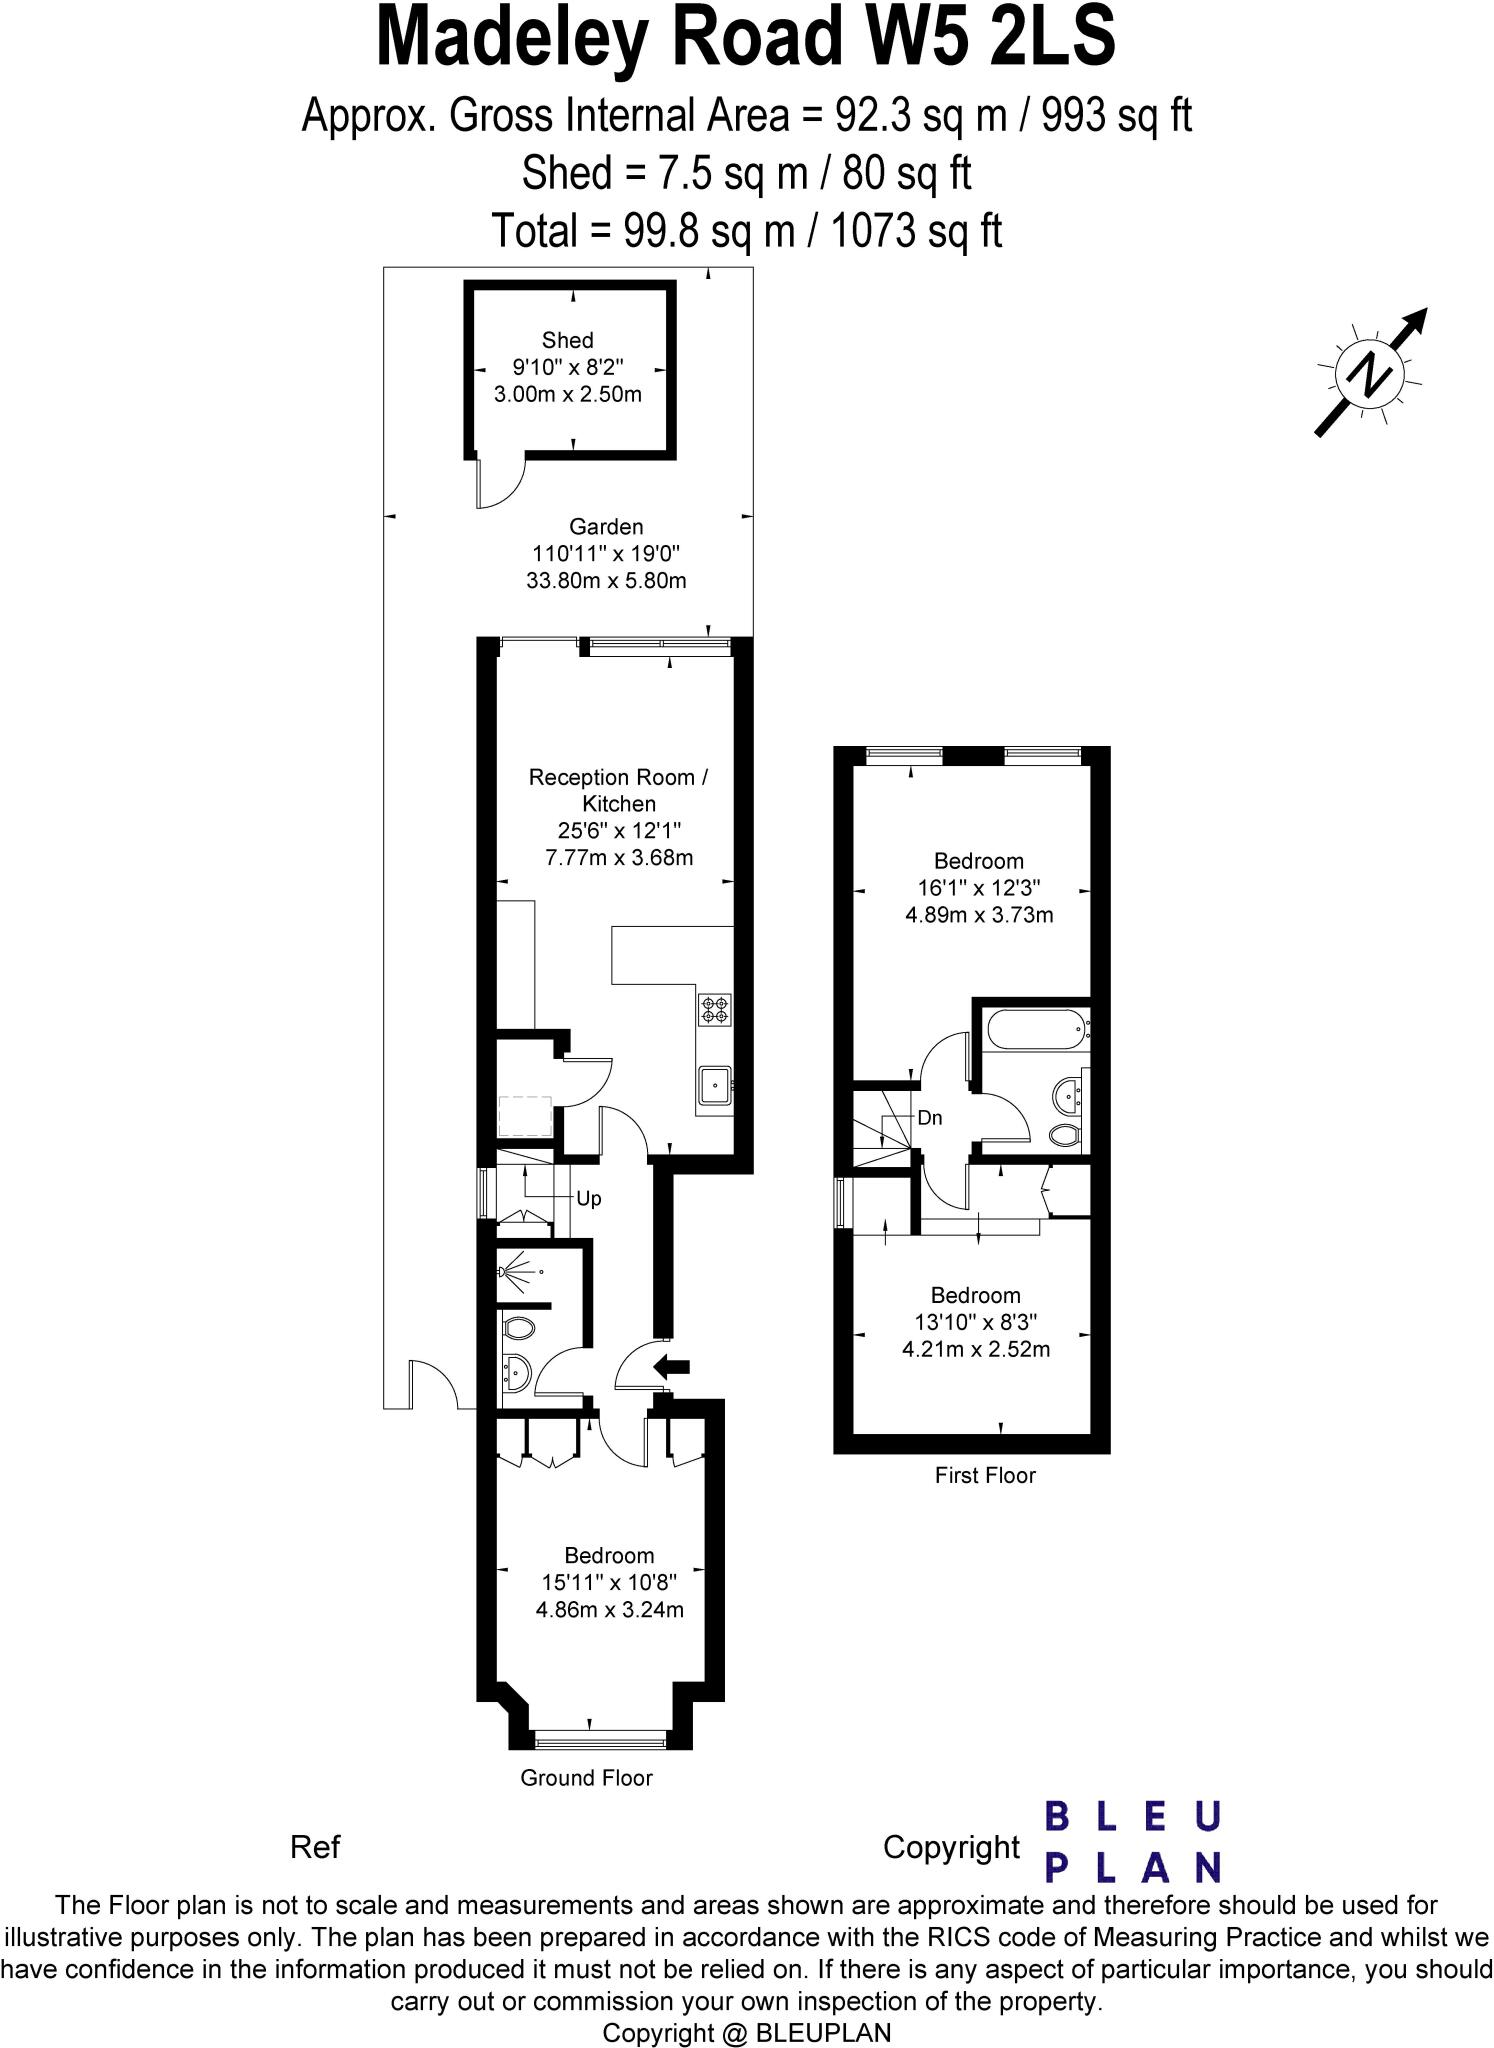 Madeley Road W5 2LS
Approx. Gross Internal Area = 92.3 sq m / 993 sq ft
Shed = 7.5 sq m / 80 sq ft
Total = 99.8 sq m / 1073 sq ft
Shed
9'10" x 8'2"
3.00m x 2.50m
N
Garden
110'11" x 19'0"
33.80m x 5.80m
Reception Room /
Kitchen
25'6" x 12'1"
7.77m x 3.68m
Bedroom
16'1" x 12'3"
4.89m x 3.73m
Dn
Up
Bedroom
13'10" x 8'3"
4.21m x 2.52m
First Floor
Bedroom
15'11" x 10'8"
4.86m x 3.24m
Ground Floor
Ref
Copyright
BLEU
PLAN
The Floor plan is not to scale and measurements and areas shown are approximate and therefore should be used for
illustrative purposes only. The plan has been prepared in accordance with the RICS code of Measuring Practice and whilst we
have confidence in the information produced it must not be relied on. If there is any aspect of particular importance, you should
carry out or commission your own inspection of the property.
Copyright @ BLEUPLAN